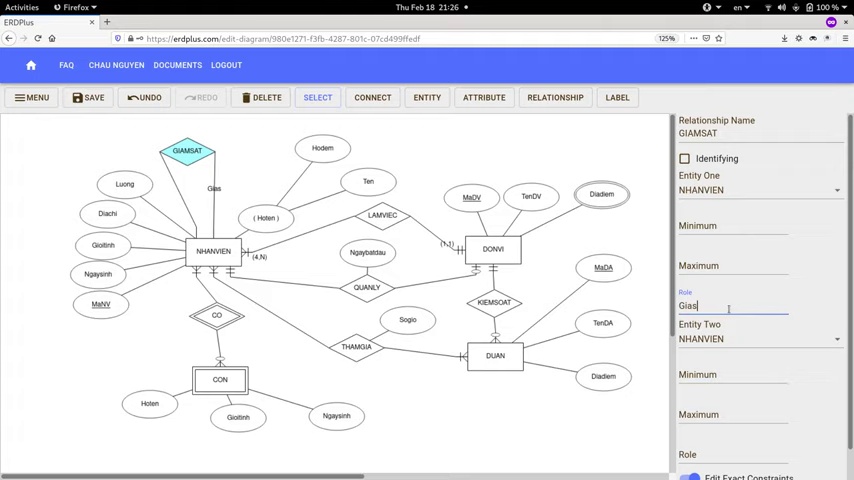 Activities
Firefox
Thu Feb 18 21:26
en
100 %
ERDPlus
https://erdplus.com/edit-diagram/980e1271-f3fb-4287-801c-07cd499ffedf
125%
FAQ
CHAU NGUYEN
DOCUMENTS
LOGOUT
MENU
SAVE
UNDO
REDO
DELETE
SELECT
CONNECT
ENTITY
ATTRIBUTE
RELATIONSHIP
LABEL
GIAMSAT
Hodem
Luong
Gias
Ten
Diachi
( Hoten )
LAMVIEC
MaDV
TenDV
Diadiem
Gioitinh
NHANVIEN
(4,N)
(1,1)
DONVI
Ngaybatdau
Ngaysinh
MaNV
QUANLY
MaDA
KIEMSOAT
CO
Sogio
TenDA
THAMGIA
DUAN
CON
Diadiem
Hoten
Gioitinh
Ngaysinh
Relationship Name
GIAMSAT
Identifying
Entity One
NHANVIEN
Minimum
Maximum
Role
Gias
Entity Two
NHANVIEN
Minimum
Maximum
Role
Edit Exact Constraints